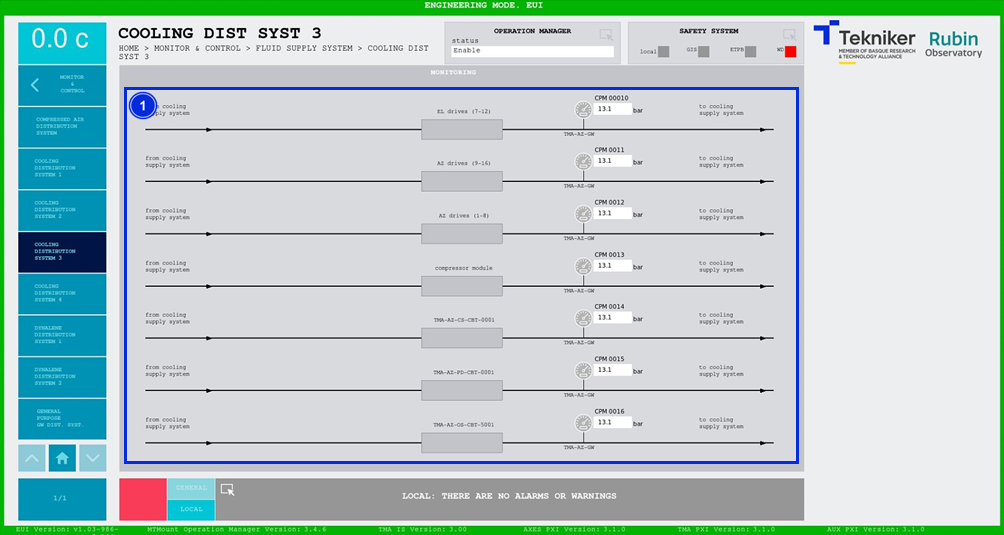 ENGINEERING MODE. EUI
0.0 c
COOLING DIST SYST 3
HOME > MONITOR & CONTROL > FLUID SUPPLY SYSTEM > COOLING DIST
SYST 3
OPERATION MANAGER
status
Enable
SAFETY SYSTEM
local
GIS
ETPB
WD
Tekniker
MEMBER OF BASQUE RESEARCH
& TECHNOLOGY ALLIANCE
Rubin
Observatory
MONITOR
&
CONTROL
COMPRESSED AIR
DISTRIBUTION
SYSTEM
COOLING
DISTRIBUTION
SYSTEM 1
COOLING
DISTRIBUTION
SYSTEM 2
COOLING
DISTRIBUTION
SYSTEM 3
COOLING
DISTRIBUTION
SYSTEM 4
DYNALENE
DISTRIBUTION
SYSTEM 1
DYNALENE
DISTRIBUTION
SYSTEM 2
GENERAL
PURPOSE
GW DIST. SYST.
1/1
MONITORING
1
cooling
supply system
EL drives (7-12)
CPM 00010
13.1 bar
TMA-AZ-GW
to cooling
supply system
from cooling
supply system
AZ drives (9-16)
CPM 0011
13.1 bar
TMA-AZ-GW
to cooling
supply system
from cooling
supply system
AZ drives (1-8)
CPM 0012
13.1 bar
TMA-AZ-GW
to cooling
supply system
from cooling
supply system
compressor module
CPM 0013
13.1 bar
TMA-AZ-GW
to cooling
supply system
from cooling
supply system
TMA-AZ-CS-CBT-0001
CPM 0014
13.1 bar
TMA-AZ-GW
to cooling
supply system
from cooling
supply system
TMA-AZ-PD-CBT-0001
CPM 0015
13.1 bar
TMA-AZ-GW
to cooling
supply system
from cooling
supply system
TMA-AZ-OS-CBT-5001
CPM 0016
13.1 bar
TMA-AZ-GW
to cooling
supply system
GENERAL
LOCAL
LOCAL: THERE ARE NO ALARMS OR WARNINGS
EUI Version: v1.03-986-
MTMount Operation Manager Version: 3.4.6
TMA IS Version: 3.00
AXES PXI Version: 3.1.0
TMA PXI Version: 3.1.0
AUX PXI Version: 3.1.0